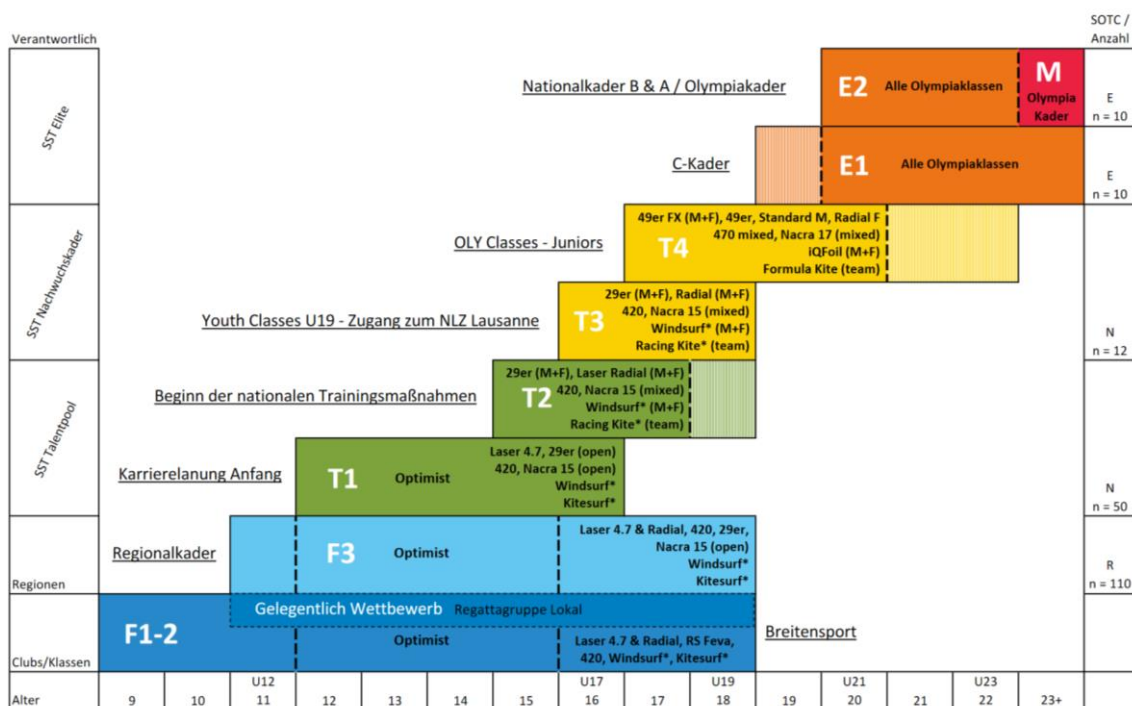 Verantwortlich
SOTC /
Anzahl
SST Elite
Nationalkader B & A / Olympiakader
E2
Alle Olympiaklassen
M
Olympia
Kader
E
n = 10
C-Kader
E1
Alle Olympiaklassen
E
n = 10
SST Nachwuchskader
OLY Classes - Juniors
T4
49er FX (M+F), 49er, Standard M, Radial F
470 mixed, Nacra 17 (mixed)
iQFoil (M+F)
Formula Kite (team)
Youth Classes U19 - Zugang zum NLZ Lausanne
T3
29er (M+F), Radial (M+F)
420, Nacra 15 (mixed)
Windsurf* (M+F)
Racing Kite* (team)
N
n = 12
SST Talentpool
Beginn der nationalen Trainingsmaßnahmen
T2
29er (M+F), Laser Radial (M+F)
420, Nacra 15 (mixed)
Windsurf* (M+F)
Racing Kite* (team)
Karrierelanung Anfang
T1
Optimist
Laser 4.7, 29er (open)
420, Nacra 15 (open)
Windsurf*
Kitesurf*
N
n = 50
Regionen
Regionalkader
F3
Optimist
Laser 4.7 & Radial, 420, 29er,
Nacra 15 (open)
Windsurf*
Kitesurf*
R
n = 110
Clubs/Klassen
F1-2
Gelegentlich Wettbewerb Regattagruppe Lokal
Optimist
Laser 4.7 & Radial, RS Feva,
420, Windsurf*, Kitesurf*
Breitensport
U12 U17 U19 U21 U23
Alter 9 10 11 12 13 14 15 16 17 18 19 20 21 22 23+